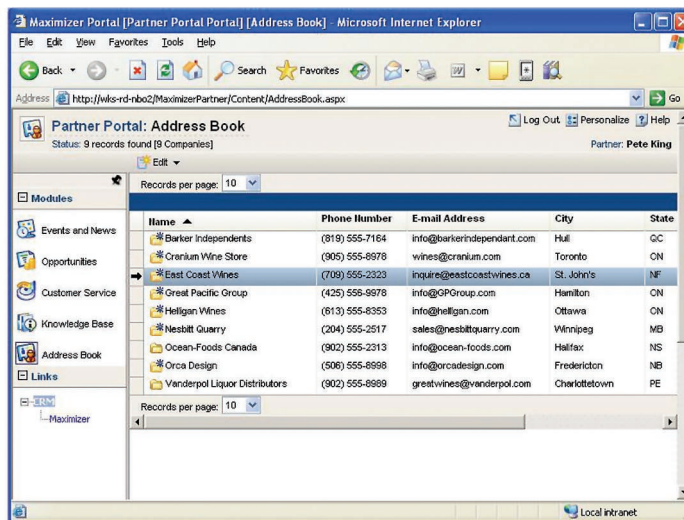 Maximizer Portal [Partner Portal Portal] [Address Book] - Microsoft Internet Explorer
File Edit View Favorites Tools Help
Back Search Favorites
Address http://wks-rd-nbo2/MaximizerPartner/Content/AddressBook.aspx Go
Partner Portal: Address Book Log Out Personalize Help
Status: 9 records found [9 Companies] Partner: Pete King
Edit
Records per page: 10
Modules
Events and News
Opportunities
Customer Service
Knowledge Base
Address Book
Links
CRM
Maximizer
Name Phone Number E-mail Address City State
Barker Independents (819) 555-7164 info@barkerindependant.com Hull QC
Cranium Wine Store (905) 555-8978 wines@cranium.com Toronto ON
East Coast Wines (709) 555-2323 inquire@eastcoastwines.ca St. John's NF
Great Pacific Group (425) 556-9978 info@GPGroup.com Hamilton ON
Helligan Wines (613) 555-8353 info@helligan.com Ottawa ON
Nesbitt Quarry (204) 555-2517 sales@nesbittquarry.com Winnipeg MB
Ocean-Foods Canada (902) 555-2313 info@ocean-foods.com Halifax NS
Orca Design (506) 555-8998 info@orcadesign.com Fredericton NB
Vanderpol Liquor Distributors (902) 555-8989 greatwines@vanderpol.com Charlottetown PE
Records per page: 10
Local intranet